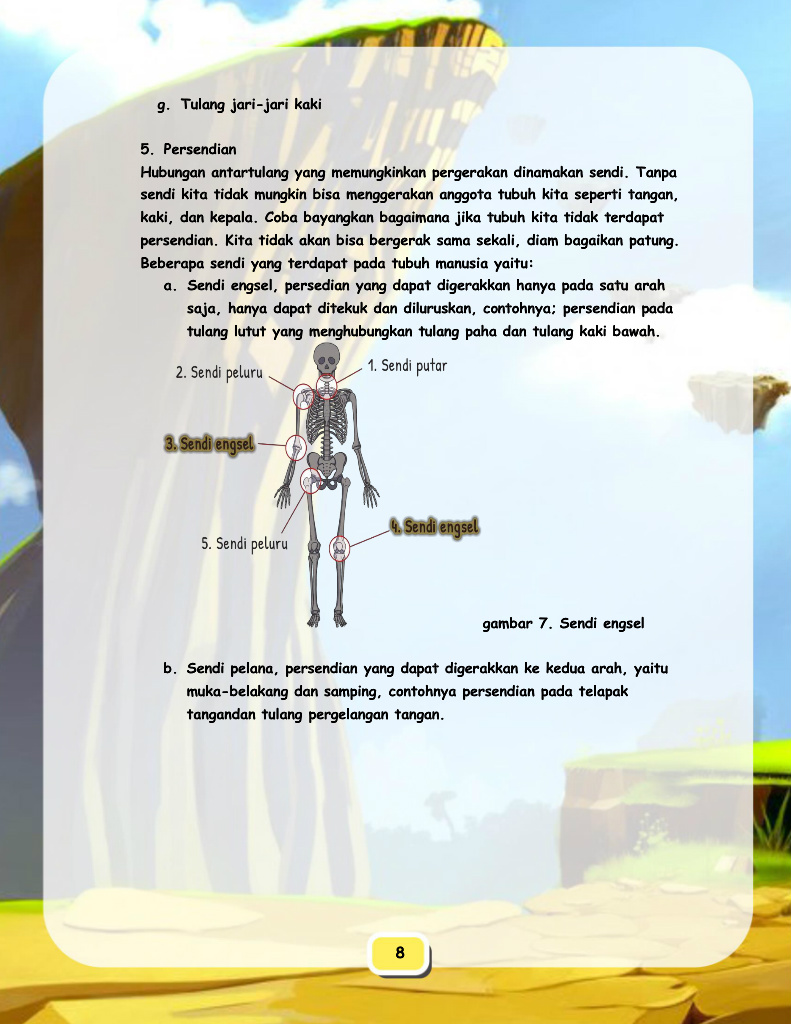 g. Tulang jari-jari kaki
5. Persendian
Hubungan antartulang yang memungkinkan pergerakan dinamakan sendi. Tanpa
sendi kita tidak mungkin bisa menggerakan anggota tubuh kita seperti tangan,
kaki, dan kepala. Coba bayangkan bagaimana jika tubuh kita tidak terdapat
persendian. Kita tidak akan bisa bergerak sama sekali, diam bagaikan patung.
Beberapa sendi yang terdapat pada tubuh manusia yaitu:
a. Sendi engsel, persedian yang dapat digerakkan hanya pada satu arah
saja, hanya dapat ditekuk dan diluruskan, contohnya; persendian pada
tulang lutut yang menghubungkan tulang paha dan tulang kaki bawah.
1. Sendi putar
2. Sendi peluru
3. Sendi engsel
4. Sendi engsel
5. Sendi peluru
gambar 7. Sendi engsel
b. Sendi pelana, persendian yang dapat digerakkan ke kedua arah, yaitu
muka-belakang dan samping, contohnya persendian pada telapak
tangandan tulang pergelangan tangan.
8